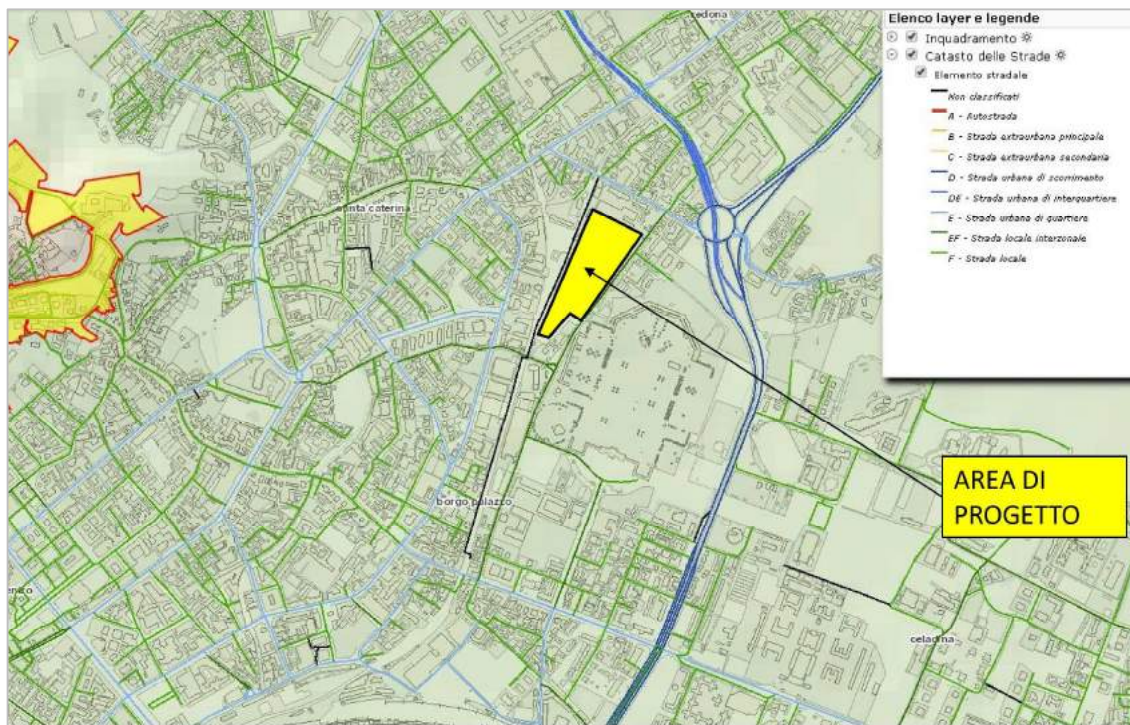 Elenco layer e legende
Inquadramento
Catasto delle Strade
Elemento stradale
Non classificati
A - Autostrada
B - Strada extraurbana principale
C - Strada extraurbana secondaria
D - Strada urbana di scorrimento
DE - Strada urbana di interquartiere
E - Strada urbana di quartiere
EF - Strada locale interzonale
F - Strada locale
santa caterina
AREA DI
PROGETTO
borgo palazzo
celadina